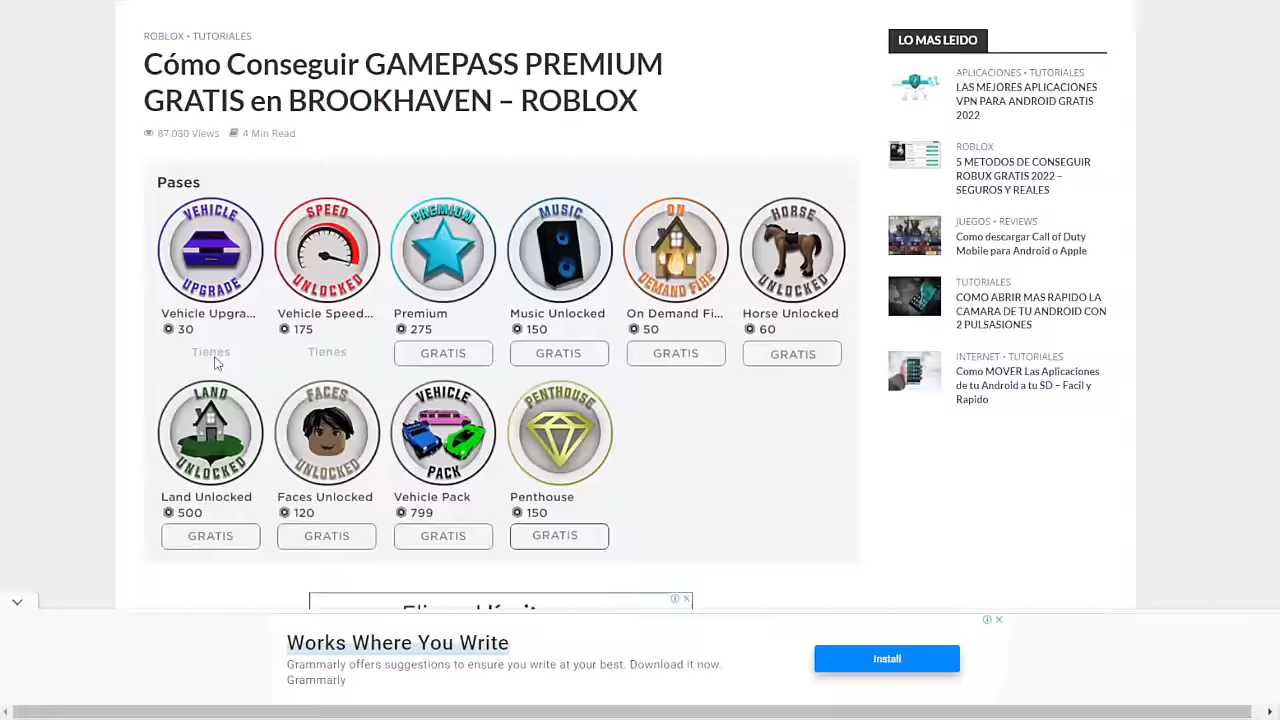 ROBLOX • TUTORIALES
Cómo Conseguir GAMEPASS PREMIUM
GRATIS en BROOKHAVEN – ROBLOX
87.080 Views 4 Min Read
Pases
VEHICLE UPGRADE
SPEED UNLOCKED
PREMIUM
MUSIC UNLOCKED
ON DEMAND FIRE
HORSE UNLOCKED
Vehicle Upgra... Vehicle Speed... Premium Music Unlocked On Demand Fi... Horse Unlocked
30 175 275 150 50 60
Tienes Tienes GRATIS GRATIS GRATIS GRATIS
LAND UNLOCKED
FACES UNLOCKED
VEHICLE PACK
PENTHOUSE
Land Unlocked Faces Unlocked Vehicle Pack Penthouse
500 120 799 150
GRATIS GRATIS GRATIS GRATIS
LO MAS LEIDO
APLICACIONES • TUTORIALES
LAS MEJORES APLICACIONES
VPN PARA ANDROID GRATIS
2022
ROBLOX
5 METODOS DE CONSEGUIR
ROBUX GRATIS 2022 –
SEGUROS Y REALES
JUEGOS • REVIEWS
Como descargar Call of Duty
Mobile para Android o Apple
TUTORIALES
COMO ABRIR MAS RAPIDO LA
CAMARA DE TU ANDROID CON
2 PULSASIONES
INTERNET • TUTORIALES
Como MOVER Las Aplicaciones
de tu Android a tu SD – Facil y
Rapido
Works Where You Write
Grammarly offers suggestions to ensure you write at your best. Download it now.
Grammarly
Install